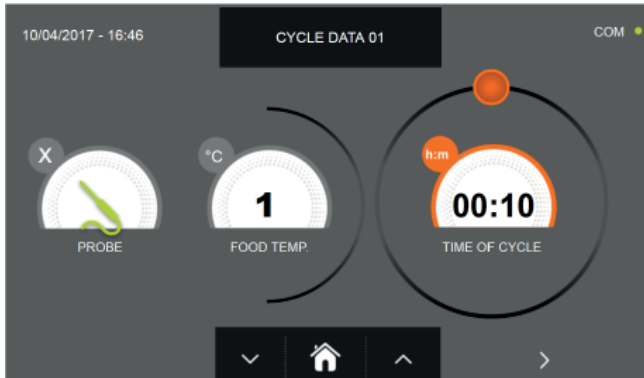 10/04/2017 - 16:46
CYCLE DATA 01
COM
X
°C
h:m
1
00:10
PROBE
FOOD TEMP.
TIME OF CYCLE